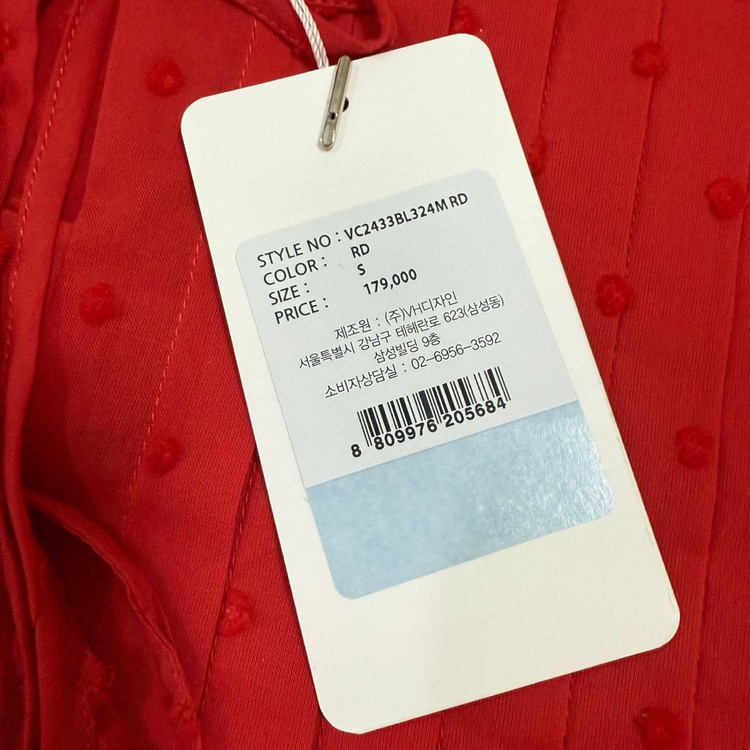 STYLE NO : VC2433BL324M RD
COLOR : RD
SIZE : S
PRICE : 179,000
제조원 : (주)VH디자인
서울특별시 강남구 테헤란로 623(삼성동)
삼성빌딩 9층
소비자상담실 : 02-6956-3592
8 809976 205684